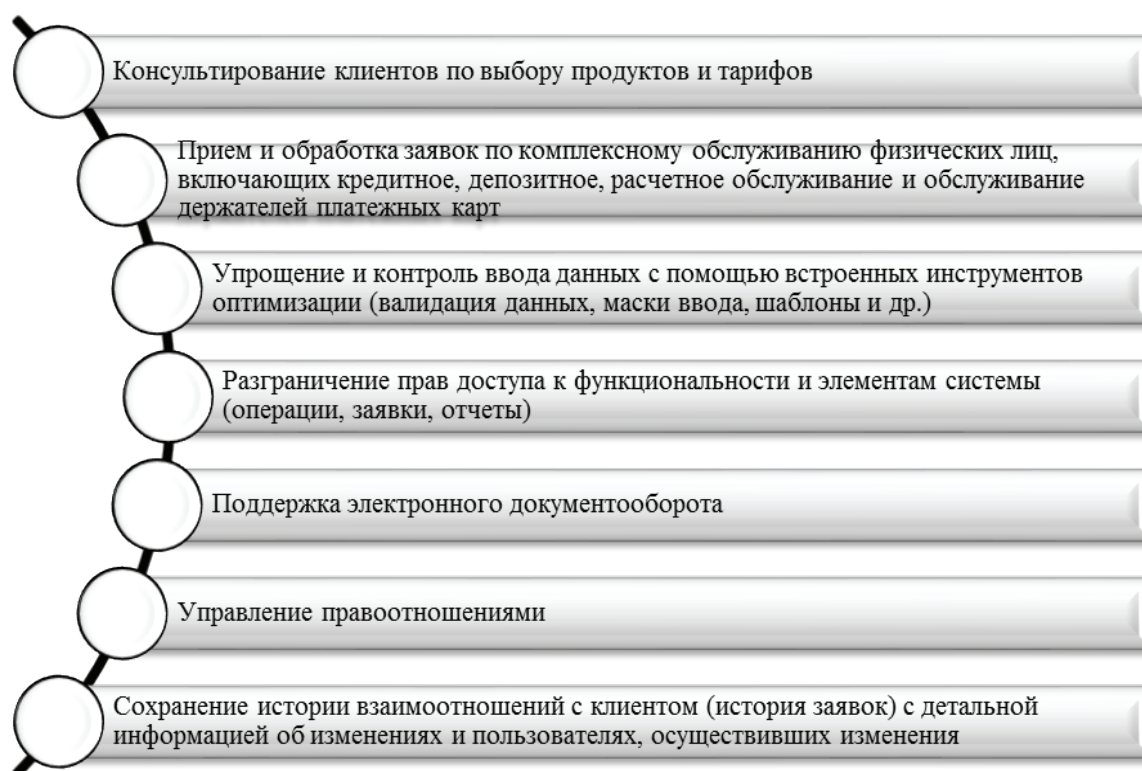 Консультирование клиентов по выбору продуктов и тарифов
Прием и обработка заявок по комплексному обслуживанию физических лиц,
включающих кредитное, депозитное, расчетное обслуживание и обслуживание
держателей платежных карт
Упрощение и контроль ввода данных с помощью встроенных инструментов
оптимизации (валидация данных, маски ввода, шаблоны и др.)
Разграничение прав доступа к функциональности и элементам системы
(операции, заявки, отчеты)
Поддержка электронного документооборота
Управление правоотношениями
Сохранение истории взаимоотношений с клиентом (история заявок) с детальной
информацией об изменениях и пользователях, осуществивших изменения